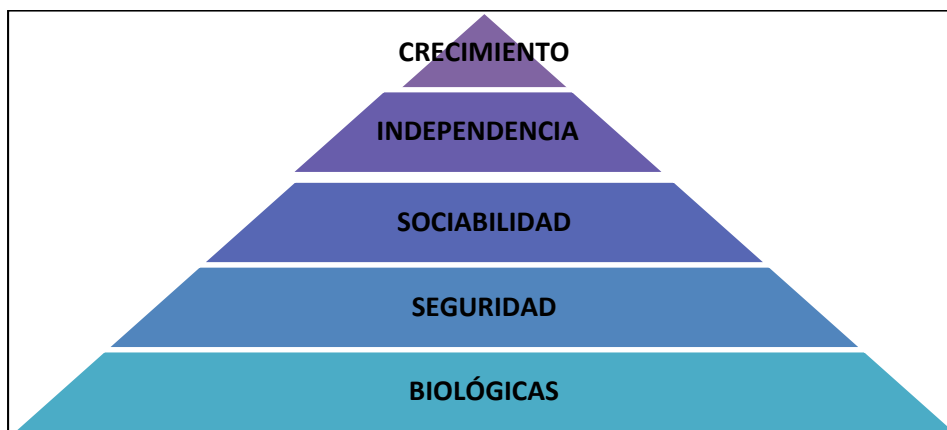 CRECIMIENTO
INDEPENDENCIA
SOCIABILIDAD
SEGURIDAD
BIOLÓGICAS